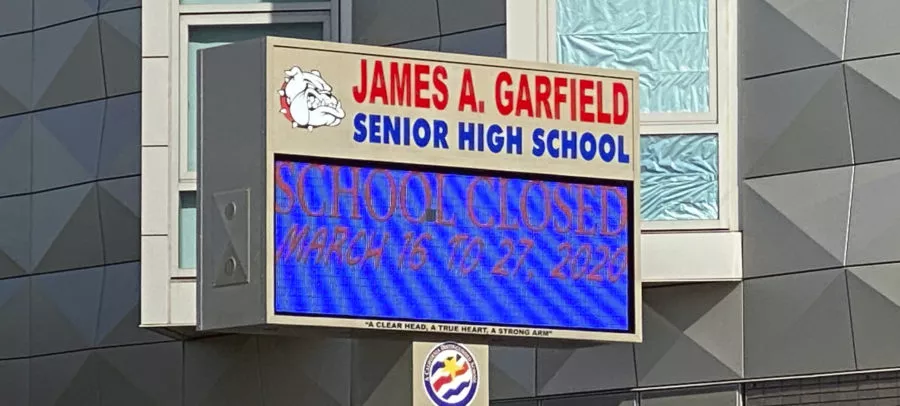 JAMES A. GARFIELD
SENIOR HIGH SCHOOL
SCHOOL CLOSED
MARCH 16 TO 27, 2020
"A CLEAR HEAD, A TRUE HEART, A STRONG ARM"